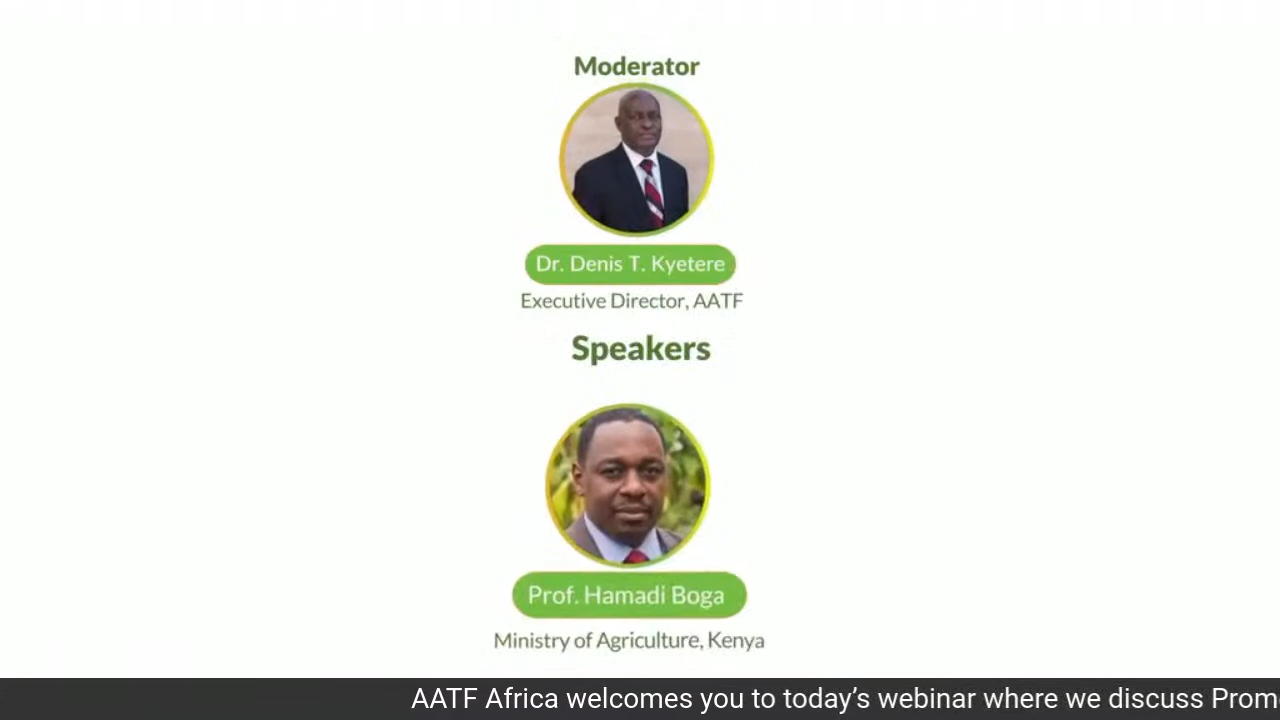 Moderator
Dr. Denis T. Kyetere
Executive Director, AATF
Speakers
Prof. Hamadi Boga
Ministry of Agriculture, Kenya
AATF Africa welcomes you to today’s webinar where we discuss Prom